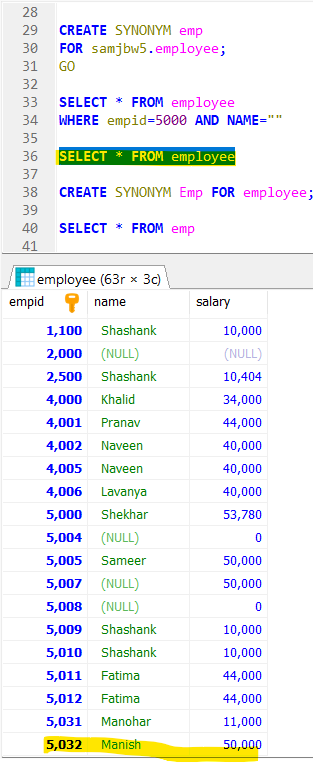 28
29 CREATE SYNONYM emp
30 FOR samjbw5.employee;
31 GO
32
33 SELECT * FROM employee
34 WHERE empid=5000 AND NAME=""
35
36 SELECT * FROM employee
37
38 CREATE SYNONYM Emp FOR employee;
39
40 SELECT * FROM emp
41
employee (63r × 3c)
empid name salary
1,100 Shashank 10,000
2,000 (NULL) (NULL)
2,500 Shashank 10,404
4,000 Khalid 34,000
4,001 Pranav 44,000
4,002 Naveen 40,000
4,005 Naveen 40,000
4,006 Lavanya 40,000
5,000 Shekhar 53,780
5,004 (NULL) 0
5,005 Sameer 50,000
5,007 (NULL) 50,000
5,008 (NULL) 0
5,009 Shashank 10,000
5,010 Shashank 10,000
5,011 Fatima 44,000
5,012 Fatima 44,000
5,031 Manohar 11,000
5,032 Manish 50,000